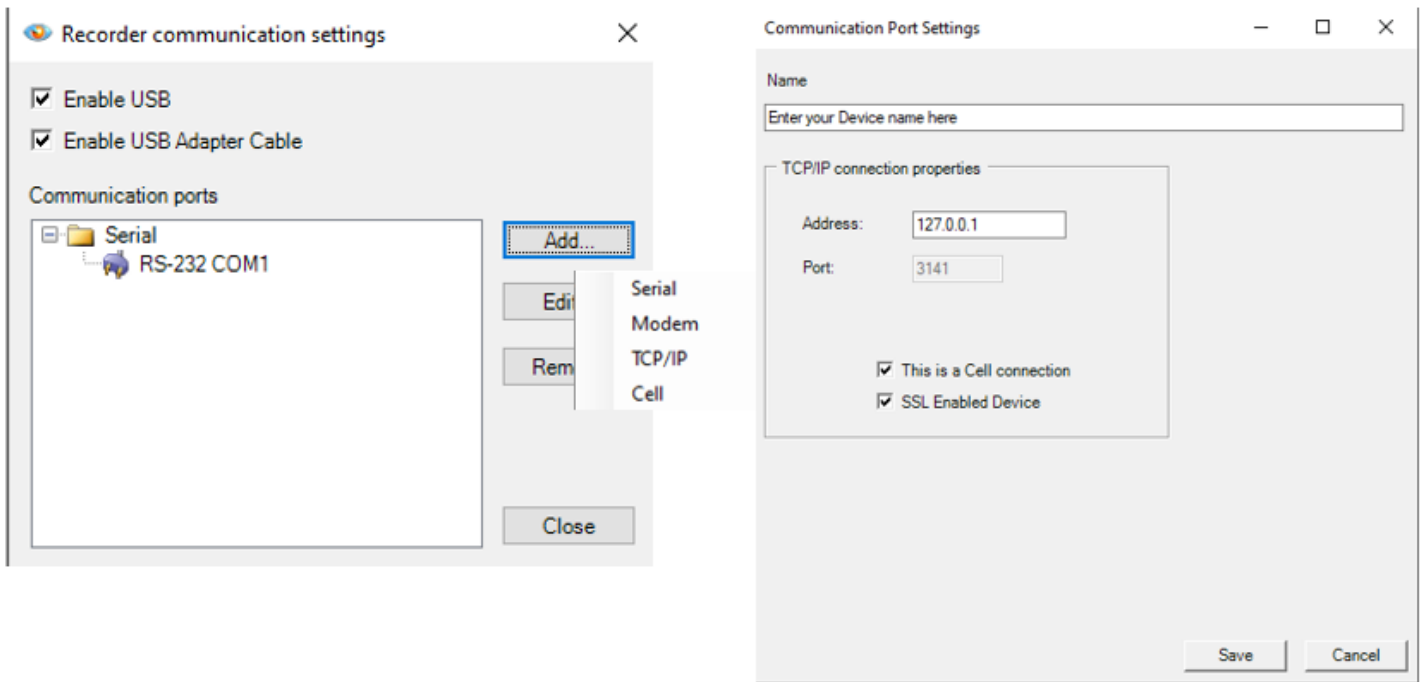 Recorder communication settings
Enable USB
Enable USB Adapter Cable
Communication ports
Serial
RS-232 COM1
Add...
Edi
Rem
Serial
Modem
TCP/IP
Cell
Close
Communication Port Settings
Name
Enter your Device name here
TCP/IP connection properties
Address: 127.0.0.1
Port: 3141
This is a Cell connection
SSL Enabled Device
Save Cancel